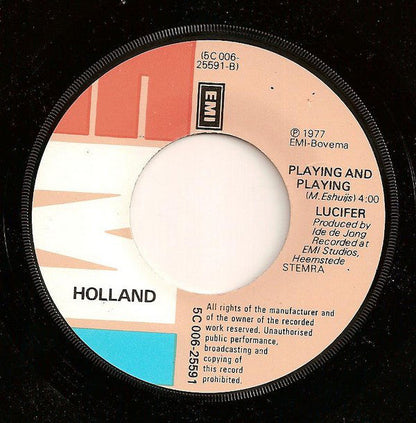 (5C 006-
25591-B)
EMI
℗ 1977
EMI-Bovema
PLAYING AND
PLAYING
(M.Eshuijs) 4:00
LUCIFER
Produced by
Ide de Jong
Recorded at
EMI Studios,
Heemstede
STEMRA
HOLLAND
All rights of the manufacturer and
of the owner of the recorded
work reserved. Unauthorised
public performance,
broadcasting and
copying of
this record
prohibited.
5C 006-25591